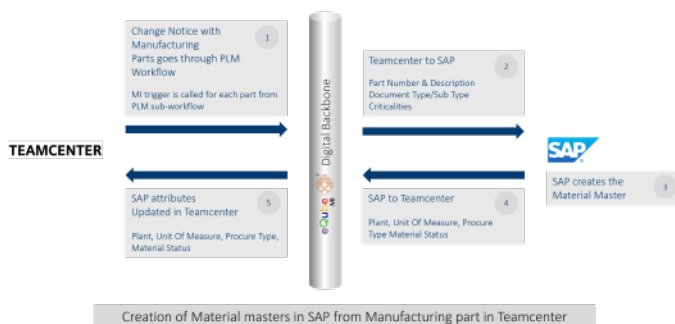 Change Notice with
Manufacturing
Parts goes through PLM
Workflow
1
MI trigger is called for each part from
PLM sub-workflow
Teamcenter to SAP
2
Part Number & Description
Document Type/Sub Type
Criticalities
TEAMCENTER
eQube MI Digital Backbone
SAP
SAP attributes
Updated in Teamcenter
5
Plant, Unit Of Measure, Procure Type,
Material Status
SAP to Teamcenter
4
Plant, Unit Of Measure, Procure
Type Material Status
SAP creates the
Material Master
3
Creation of Material masters in SAP from Manufacturing part in Teamcenter